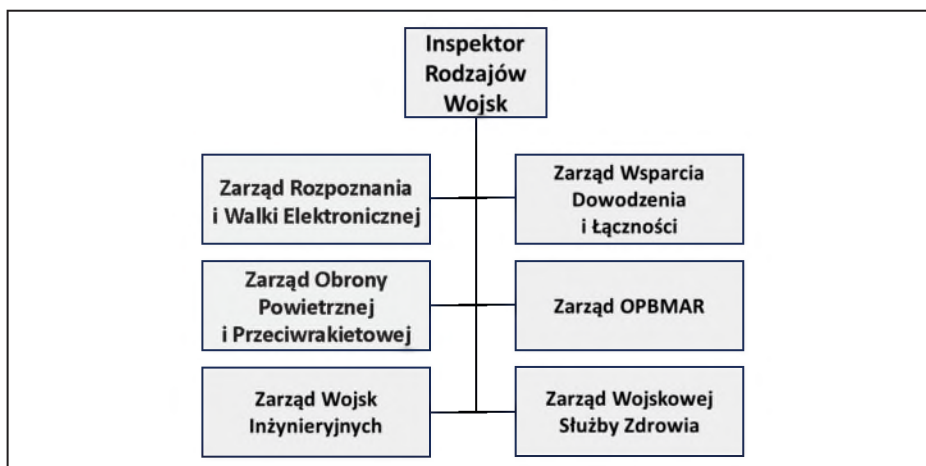 Inspektor
Rodzajów
Wojsk
Zarząd Rozpoznania
i Walki Elektronicznej
Zarząd Wsparcia
Dowodzenia
i Łączności
Zarząd Obrony
Powietrznej
i Przeciwrakietowej
Zarząd OPBMAR
Zarząd Wojsk
Inżynieryjnych
Zarząd Wojskowej
Służby Zdrowia